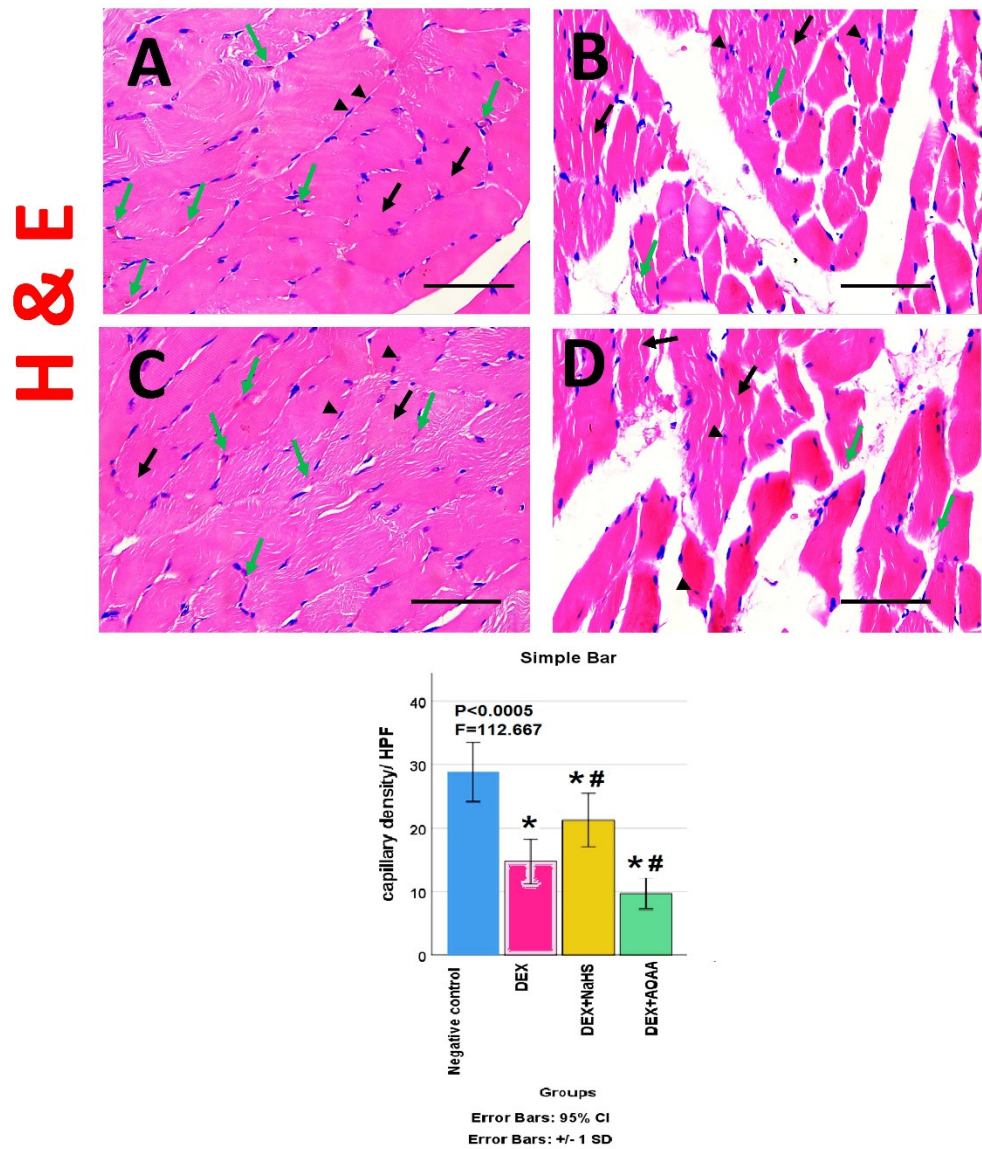 H & E
A
B
C
D
Simple Bar
capillary density/ HPF
40
30
20
10
0
P<0.0005
F=112.667
*
*#
*#
Negative control
DEX
DEX+NaHS
DEX+AOAA
Groups
Error Bars: 95% CI
Error Bars: +/- 1 SD